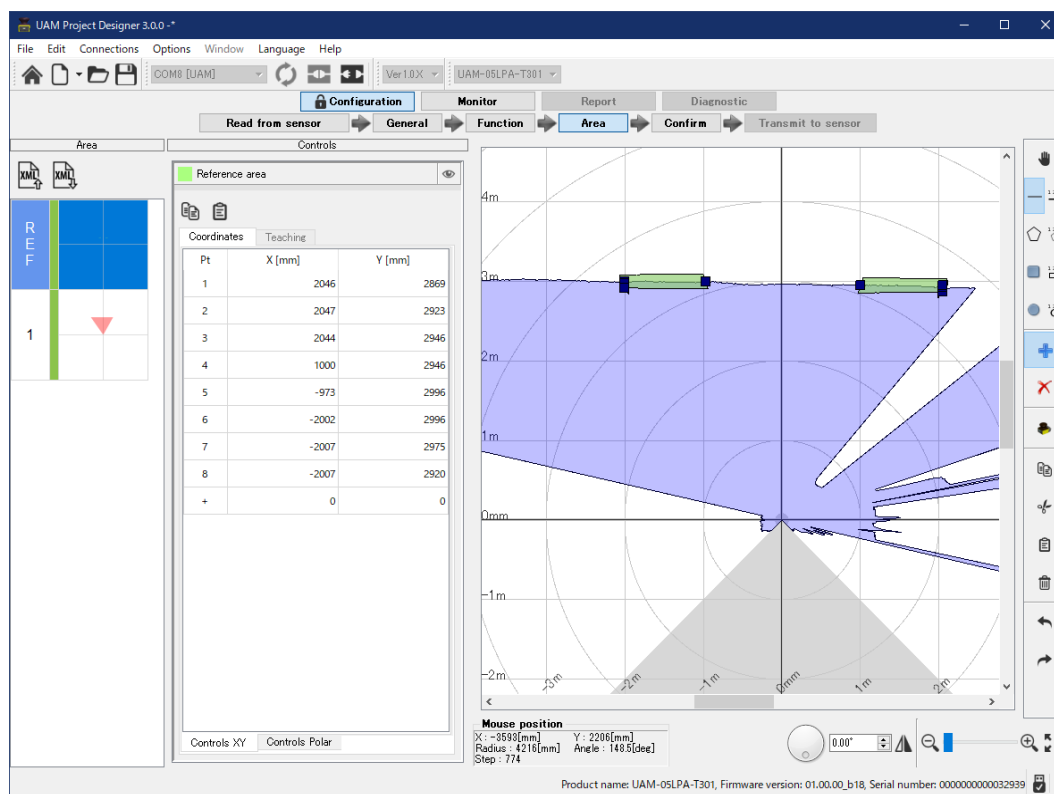 UAM Project Designer 3.0.0 -*
File Edit Connections Options Window Language Help
COM8 [UAM] Ver1.0X UAM-05LPA-T301
Configuration Monitor Report Diagnostic
Read from sensor General Function Area Confirm Transmit to sensor
Area Controls
XML XML
Reference area
REF
Coordinates Teaching
Pt X [mm] Y [mm]
1 2046 2869
2 2047 2923
3 2044 2946
4 1000 2946
5 -973 2996
6 -2002 2996
7 -2007 2975
8 -2007 2920
+ 0 0
1
Controls XY Controls Polar
4m
3m
2m
1m
0mm
-1m
-2m
-3m -2m -1m 0mm 1m 2m
Mouse position
X : -3593[mm] Y : 2206[mm]
Radius : 4216[mm] Angle : 148.5[deg]
Step : 774
0.00°
Product name: UAM-05LPA-T301, Firmware version: 01.00.00_b18, Serial number: 0000000000032939